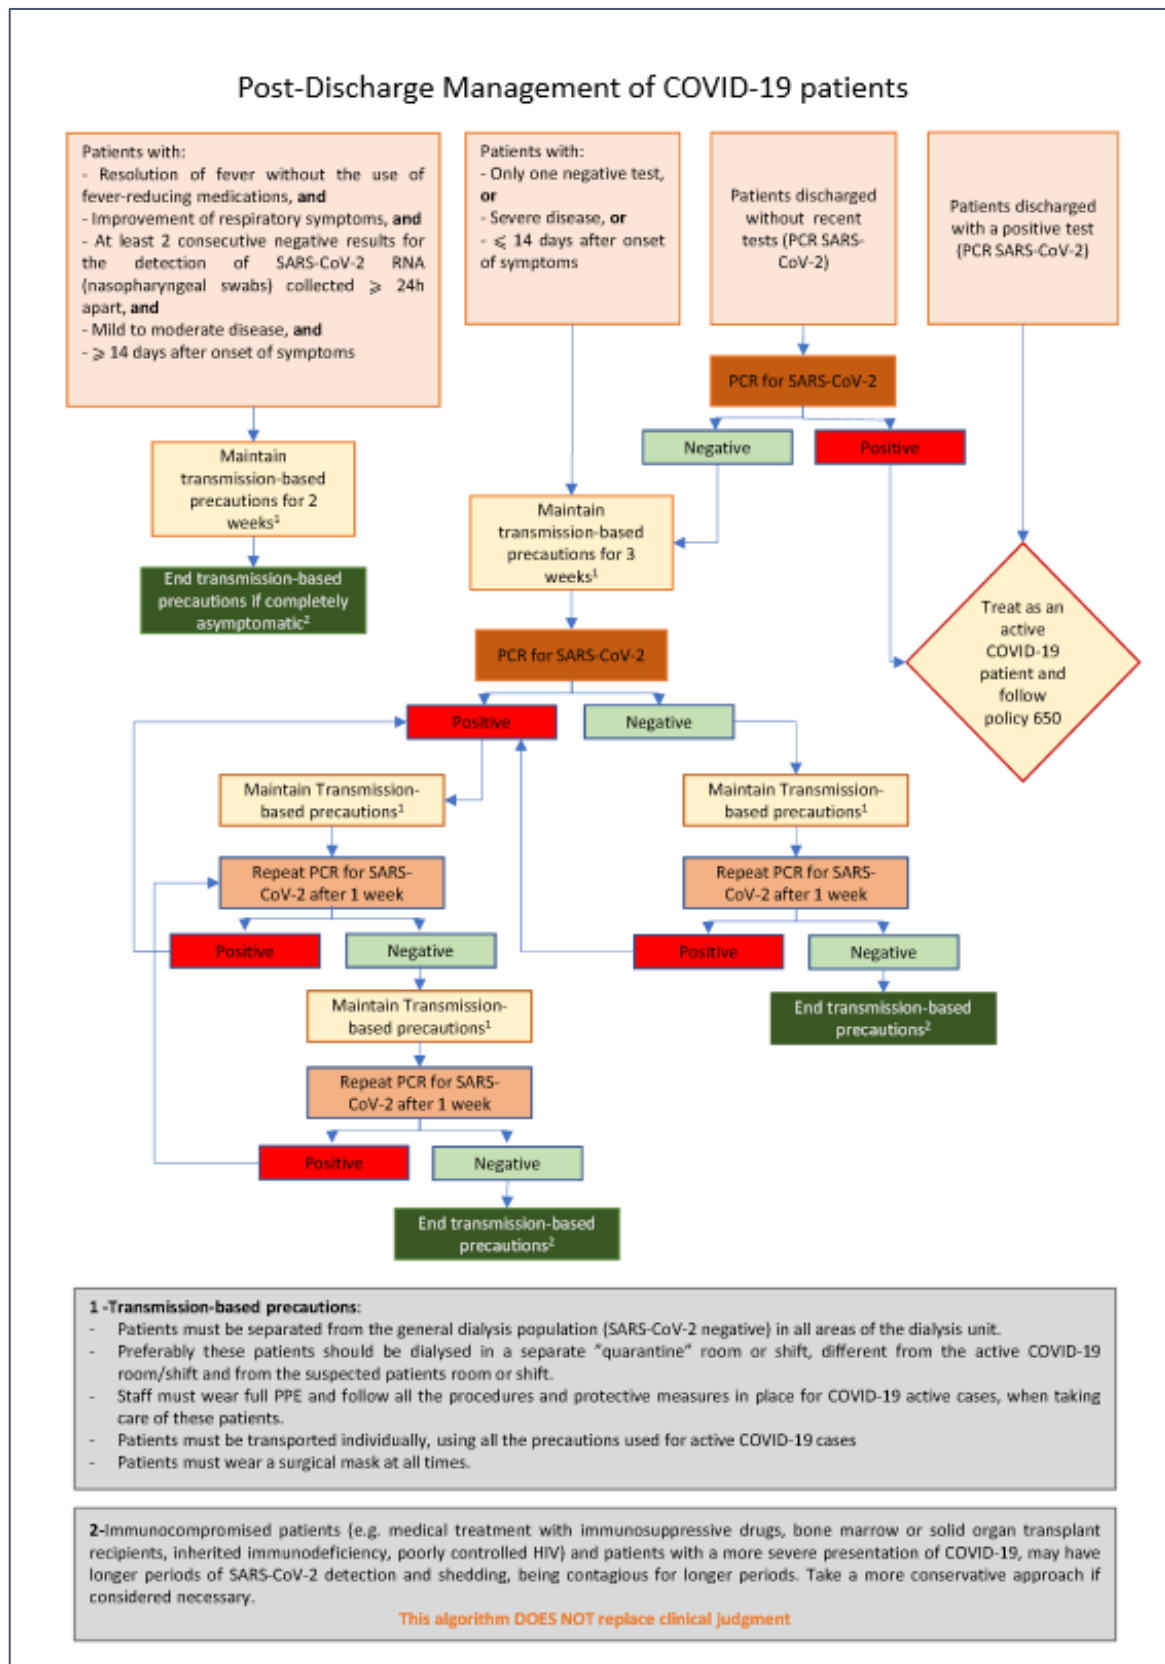 Post-Discharge Management of COVID-19 patients
Patients with:
- Resolution of fever without the use of
fever-reducing medications, and
- Improvement of respiratory symptoms, and
- At least 2 consecutive negative results for
the detection of SARS-CoV-2 RNA
(nasopharyngeal swabs) collected ⩾ 24h
apart, and
- Mild to moderate disease, and
- ⩾ 14 days after onset of symptoms
Patients with:
- Only one negative test,
or
- Severe disease, or
- ⩽ 14 days after onset
of symptoms
Patients discharged
without recent
tests (PCR SARS-
CoV-2)
Patients discharged
with a positive test
(PCR SARS-CoV-2)
PCR for SARS-CoV-2
Negative
Positive
Maintain
transmission-based
precautions for 2
weeks¹
Maintain
transmission-based
precautions for 3
weeks¹
End transmission-based
precautions if completely
asymptomatic²
Treat as an
active
COVID-19
patient and
follow
policy 650
PCR for SARS-CoV-2
Positive
Negative
Maintain Transmission-
based precautions¹
Maintain Transmission-
based precautions¹
Repeat PCR for SARS-
CoV-2 after 1 week
Repeat PCR for SARS-
CoV-2 after 1 week
Positive
Negative
Positive
Negative
Maintain Transmission-
based precautions¹
End transmission-based
precautions²
Repeat PCR for SARS-
CoV-2 after 1 week
Positive
Negative
End transmission-based
precautions²
1 -Transmission-based precautions:
- Patients must be separated from the general dialysis population (SARS-CoV-2 negative) in all areas of the dialysis unit.
- Preferably these patients should be dialysed in a separate "quarantine" room or shift, different from the active COVID-19
room/shift and from the suspected patients room or shift.
- Staff must wear full PPE and follow all the procedures and protective measures in place for COVID-19 active cases, when taking
care of these patients.
- Patients must be transported individually, using all the precautions used for active COVID-19 cases
- Patients must wear a surgical mask at all times.
2-Immunocompromised patients (e.g. medical treatment with immunosuppressive drugs, bone marrow or solid organ transplant
recipients, inherited immunodeficiency, poorly controlled HIV) and patients with a more severe presentation of COVID-19, may have
longer periods of SARS-CoV-2 detection and shedding, being contagious for longer periods. Take a more conservative approach if
considered necessary.
This algorithm DOES NOT replace clinical judgment